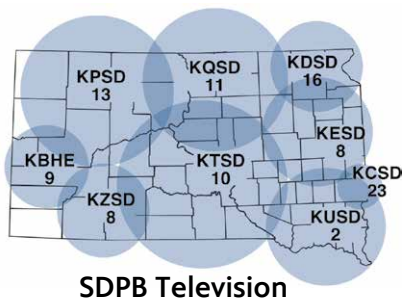 KPSD
13
KQSD
11
KDSD
16
KESD
8
KBHE
9
KTSD
10
KCSD
23
KZSD
8
KUSD
2
SDPB Television